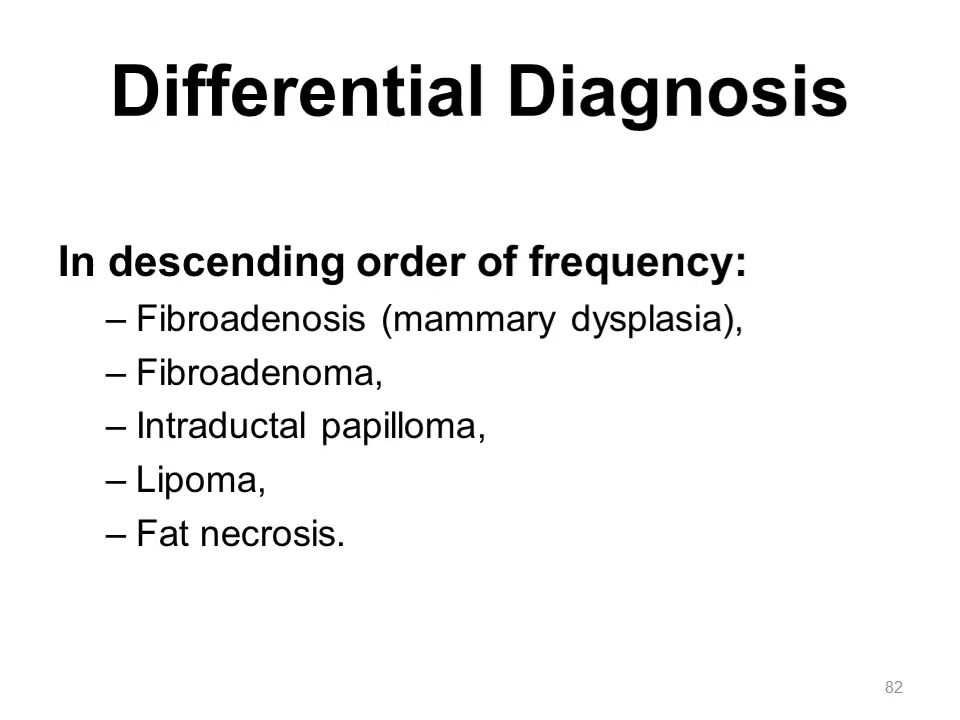 Differential Diagnosis
In descending order of frequency:
– Fibroadenosis (mammary dysplasia),
– Fibroadenoma,
– Intraductal papilloma,
– Lipoma,
– Fat necrosis.
82